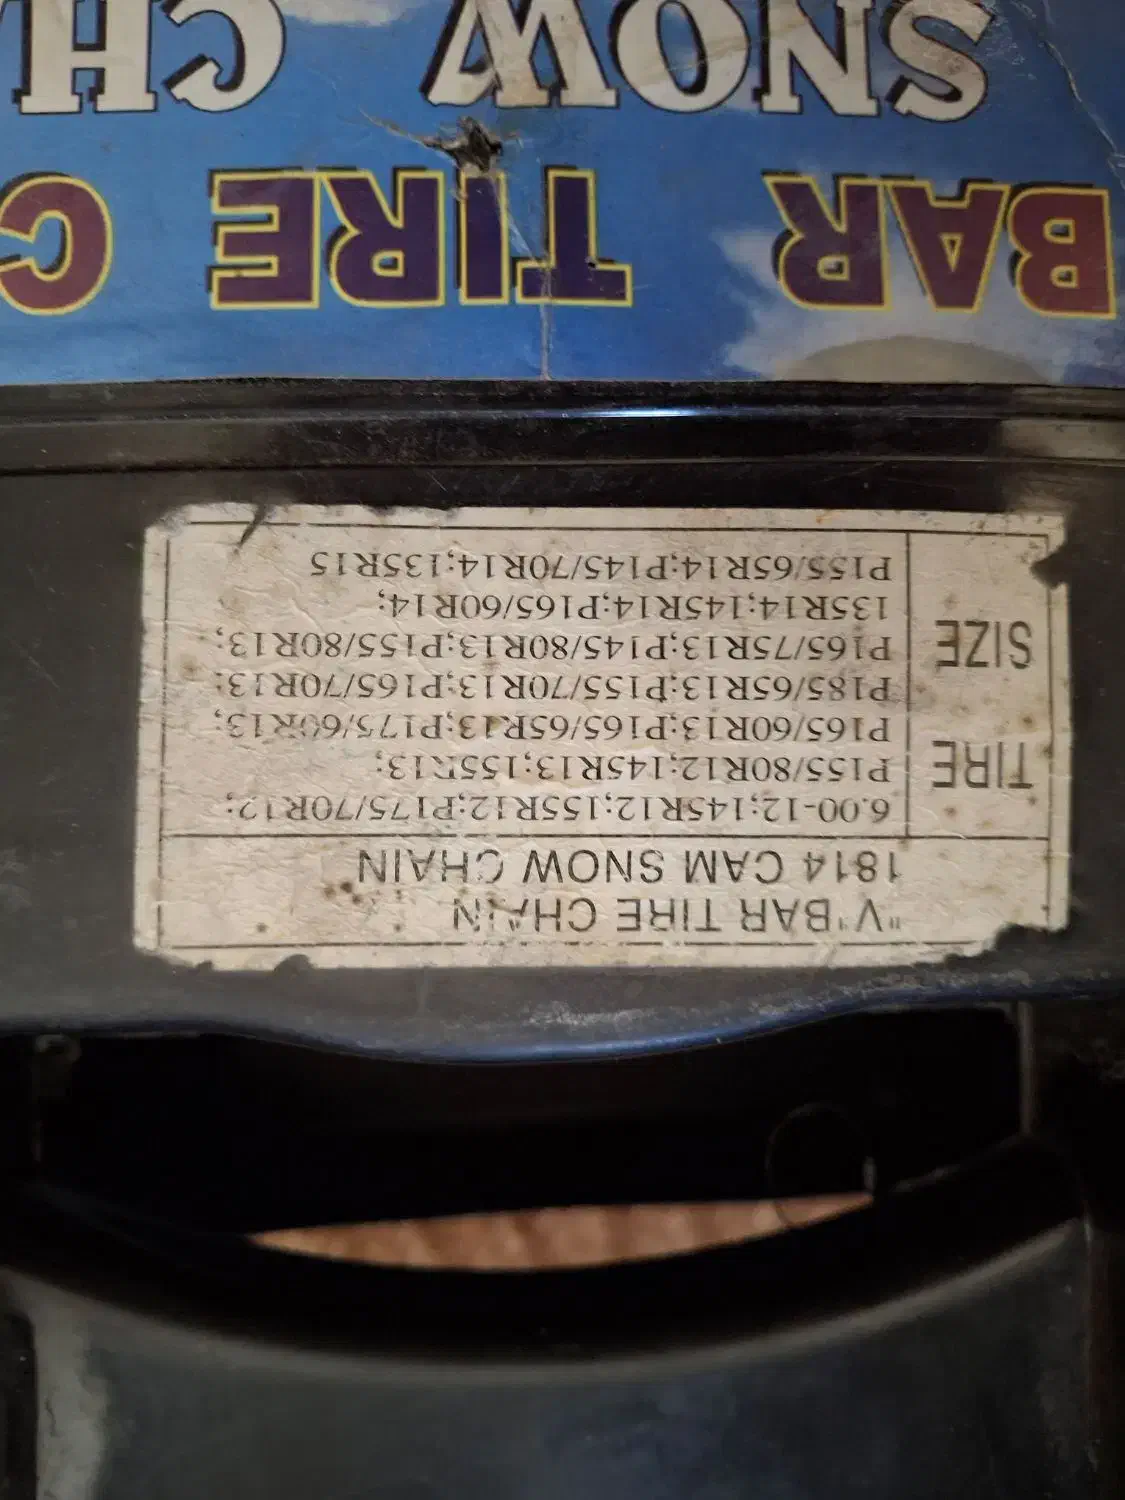 "V'BAR TIRE CHAIN
1814 CAM SNOW CHAIN
TIRE
SIZE
6.00-12;145R12;155R12;P175/70R12;
P155/80R12;145R13;155R13;
P165/60R13;P165/65R13;P175/60R13;
P185/65R13;P155/70R13;P165/70R13;
P165/75R13;P145/80R13;P155/80R13;
135R14;145R14;P165/60R14;
P155/65R14;P145/70R14;135R15
BAR TIRE C
SNOW CH